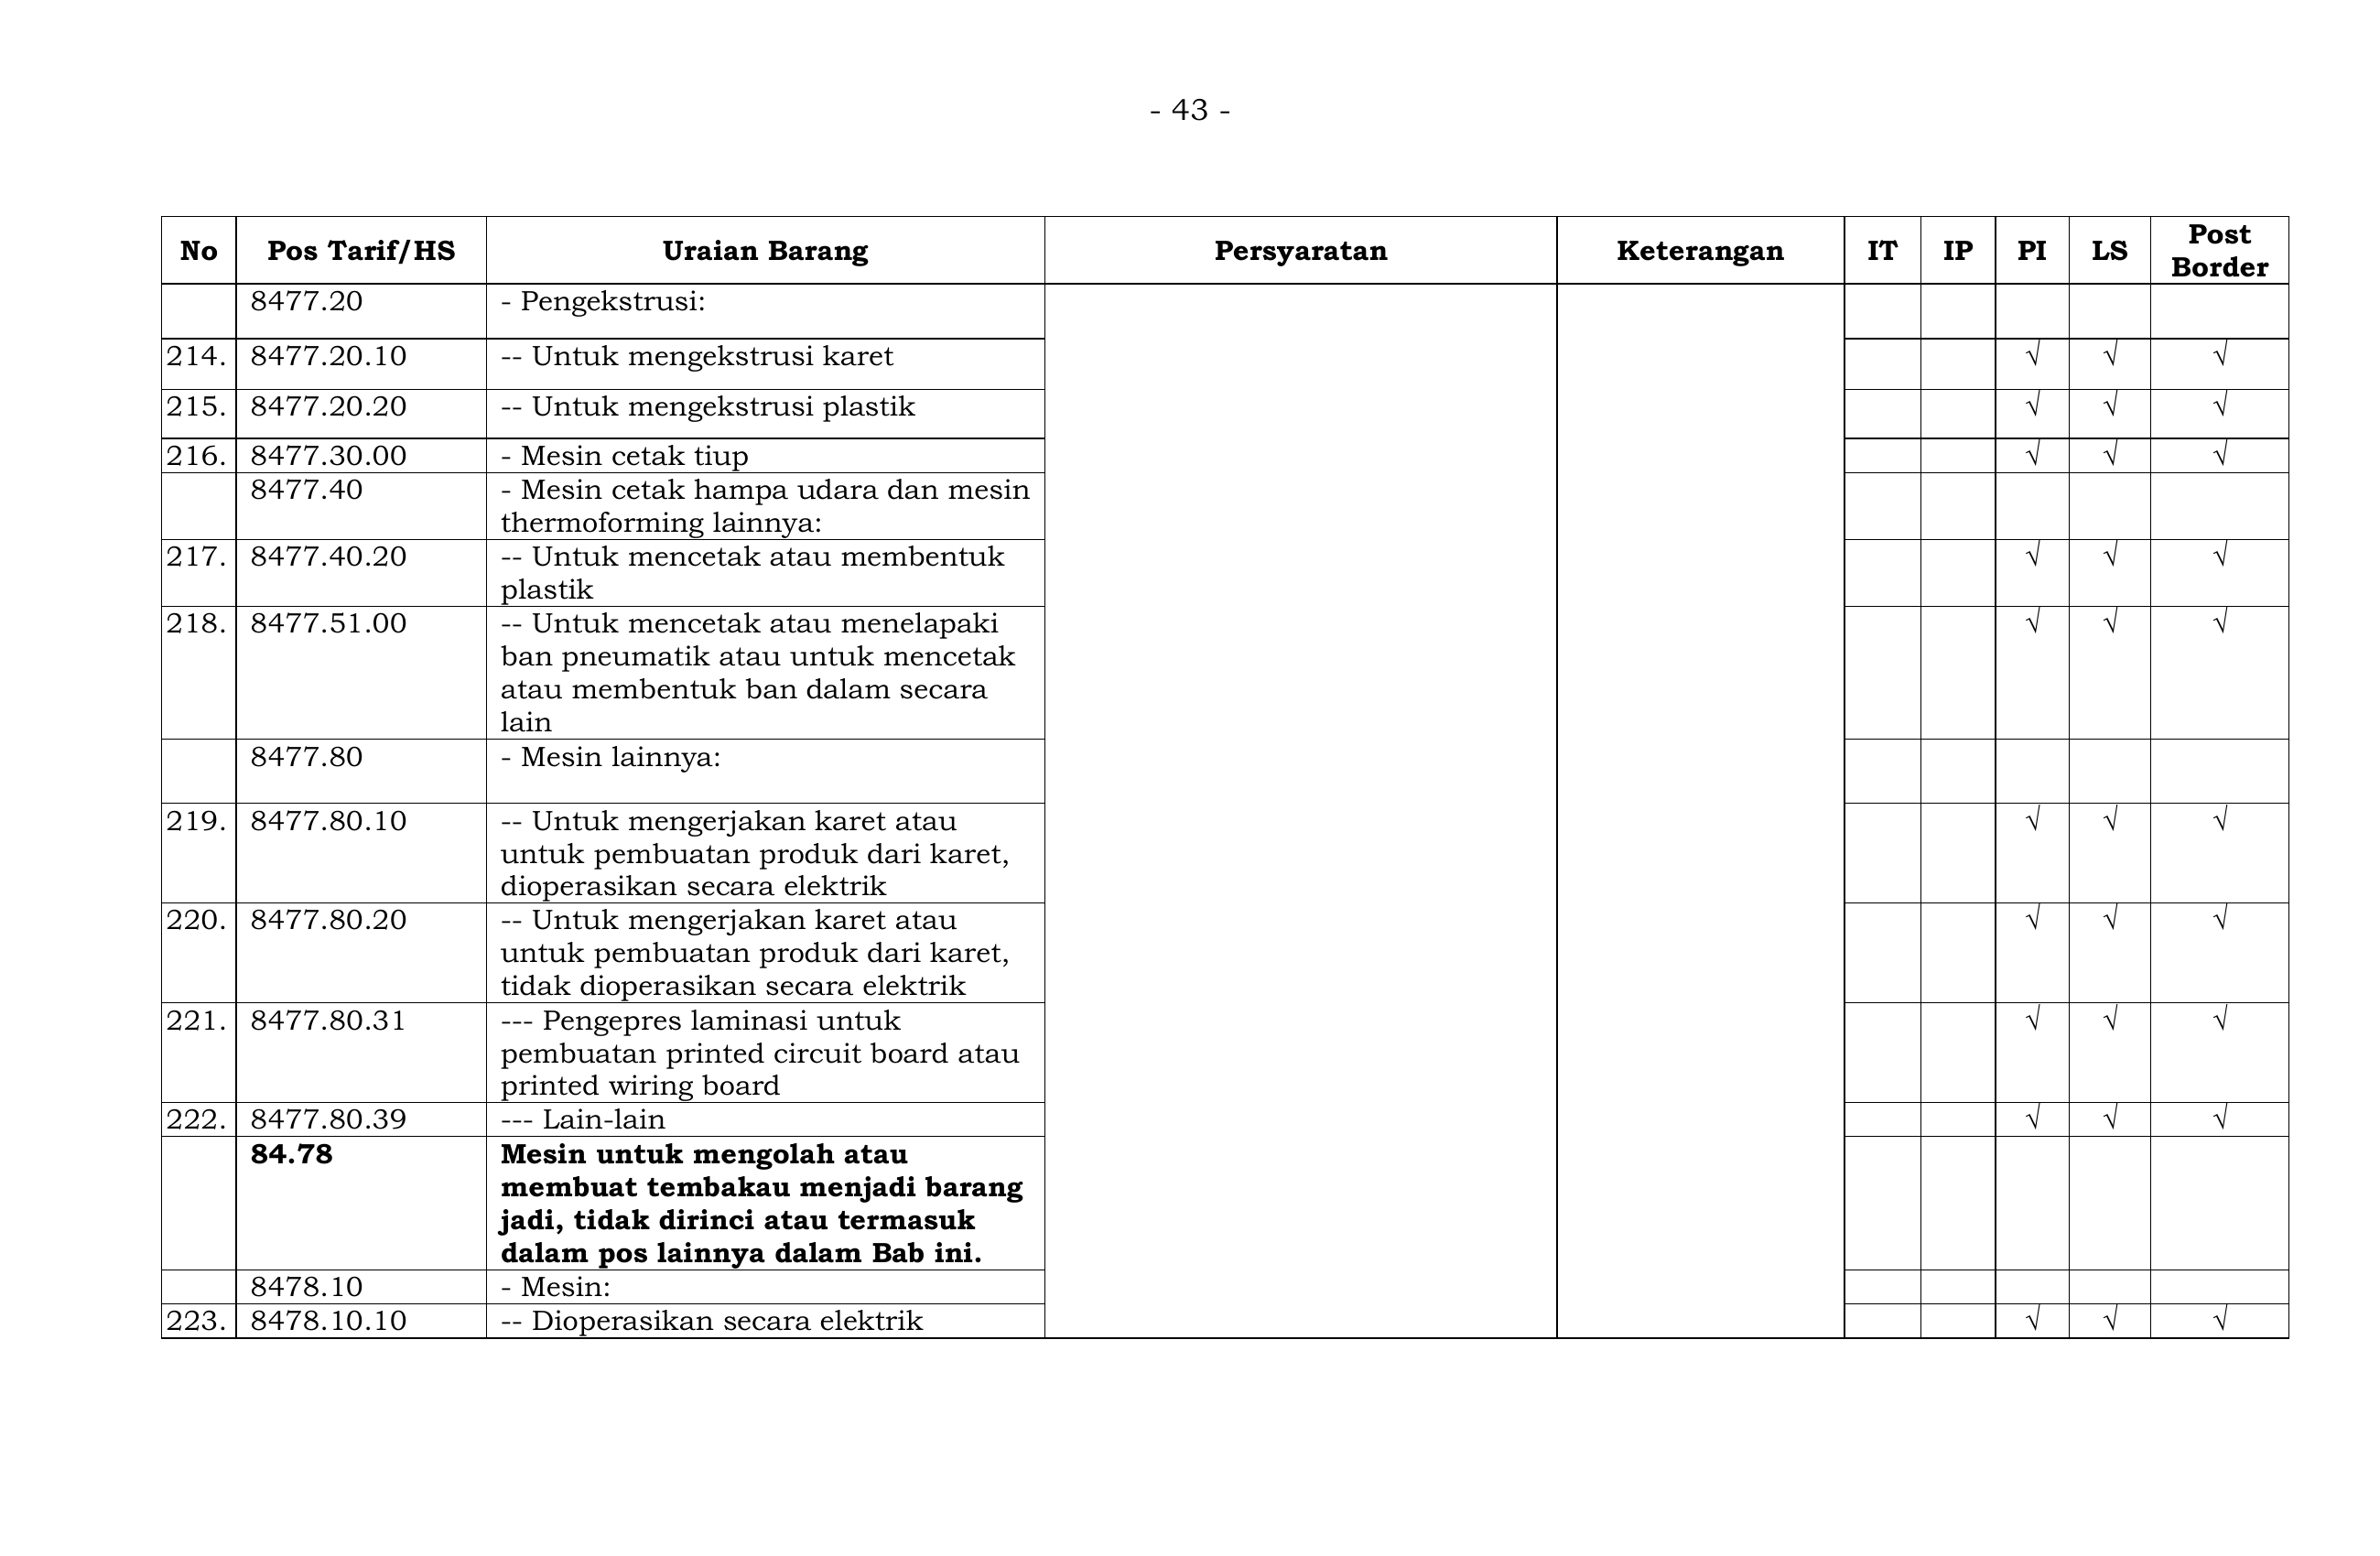 - 43 -
No Pos Tarif/HS Uraian Barang Persyaratan Keterangan IT IP PI LS Post
Border
8477.20 - Pengekstrusi:
214. 8477.20.10 -- Untuk mengekstrusi karet √ √ √
215. 8477.20.20 -- Untuk mengekstrusi plastik √ √ √
216. 8477.30.00 - Mesin cetak tiup √ √ √
8477.40 - Mesin cetak hampa udara dan mesin
thermoforming lainnya:
217. 8477.40.20 -- Untuk mencetak atau membentuk √ √ √
plastik
218. 8477.51.00 -- Untuk mencetak atau menelapaki √ √ √
ban pneumatik atau untuk mencetak
atau membentuk ban dalam secara
lain
8477.80 - Mesin lainnya:
219. 8477.80.10 -- Untuk mengerjakan karet atau √ √ √
untuk pembuatan produk dari karet,
dioperasikan secara elektrik
220. 8477.80.20 -- Untuk mengerjakan karet atau √ √ √
untuk pembuatan produk dari karet,
tidak dioperasikan secara elektrik
221. 8477.80.31 --- Pengepres laminasi untuk √ √ √
pembuatan printed circuit board atau
printed wiring board
222. 8477.80.39 --- Lain-lain √ √ √
84.78 Mesin untuk mengolah atau
membuat tembakau menjadi barang
jadi, tidak dirinci atau termasuk
dalam pos lainnya dalam Bab ini.
8478.10 - Mesin:
223. 8478.10.10 -- Dioperasikan secara elektrik √ √ √